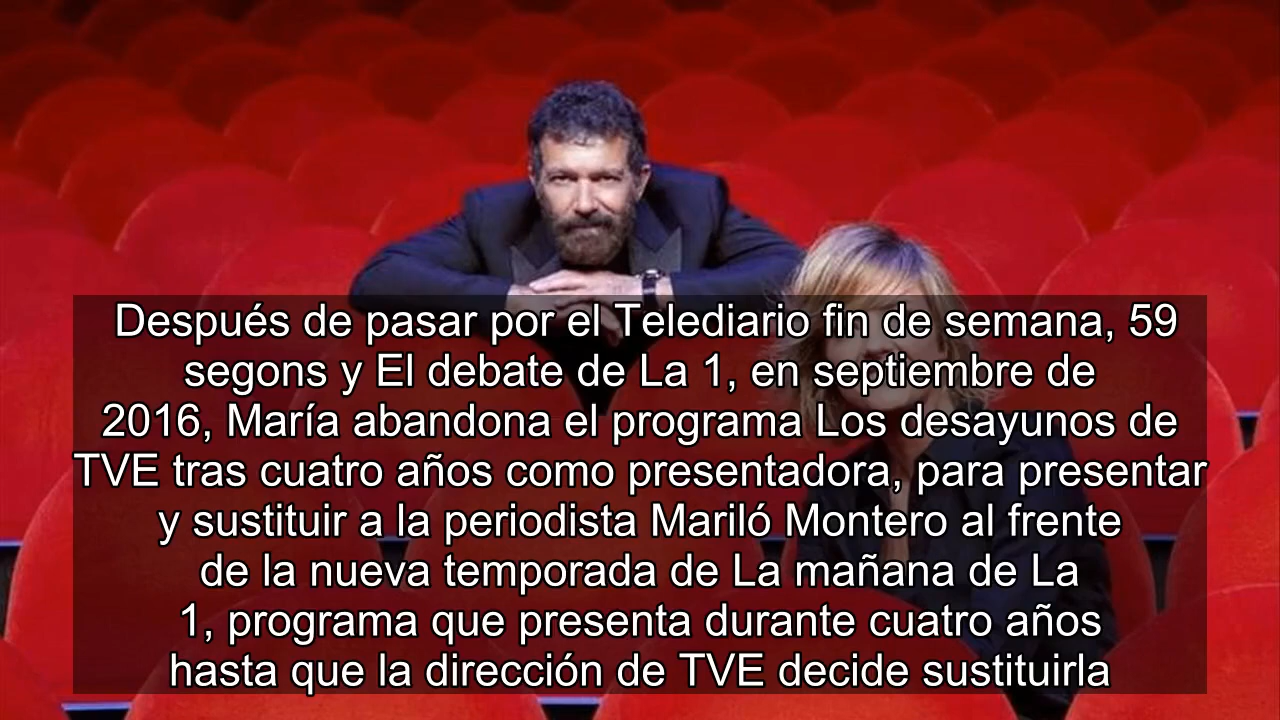 Después de pasar por el Telediario fin de semana, 59
segons y El debate de La 1, en septiembre de
2016, María abandona el programa Los desayunos de
TVE tras cuatro años como presentadora, para presentar
y sustituir a la periodista Mariló Montero al frente
de la nueva temporada de La mañana de La
1, programa que presenta durante cuatro años
hasta que la dirección de TVE decide sustituirla